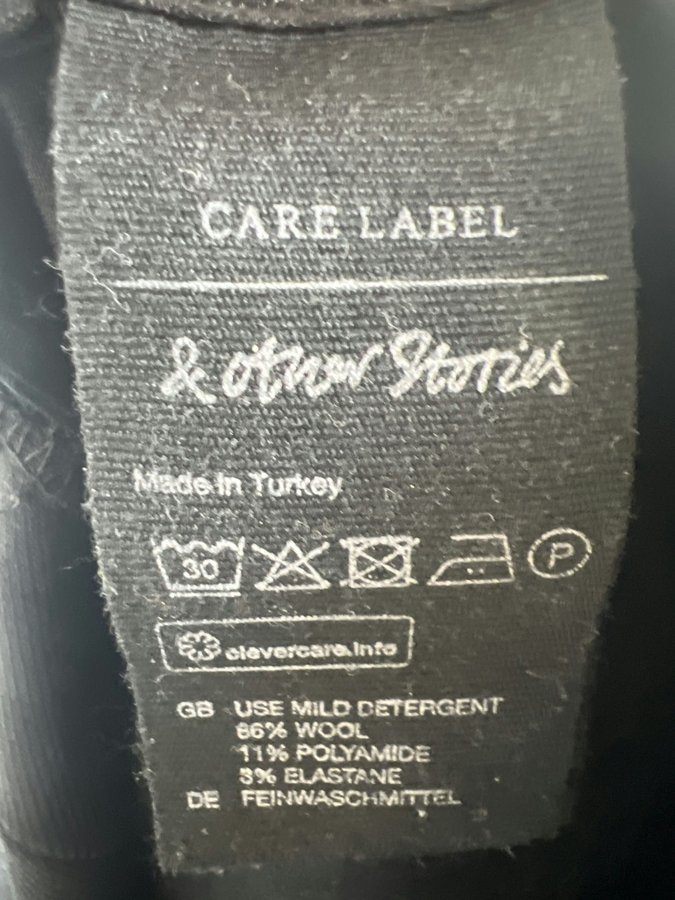 CARE LABEL
& Other Stories
Made in Turkey
30 P
clevercare.info
GB USE MILD DETERGENT
86% WOOL
11% POLYAMIDE
3% ELASTANE
DE FEINWASCHMITTEL